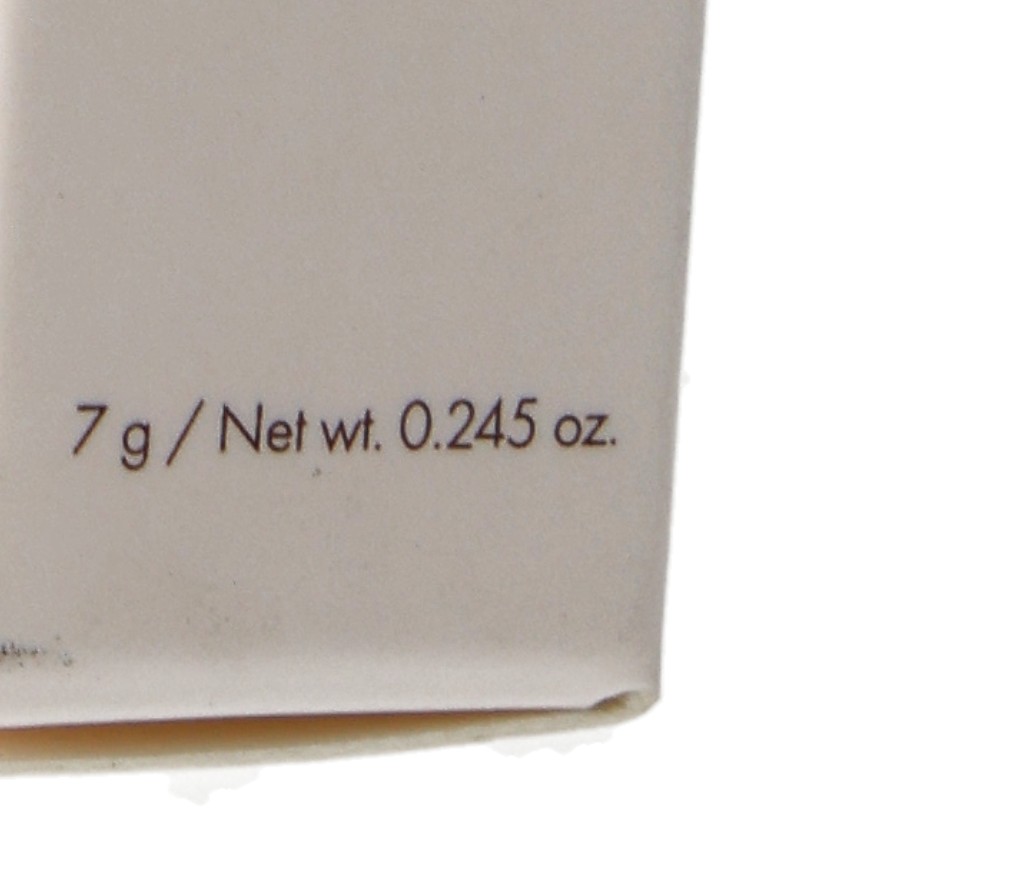 7 g / Net wt. 0.245 oz.